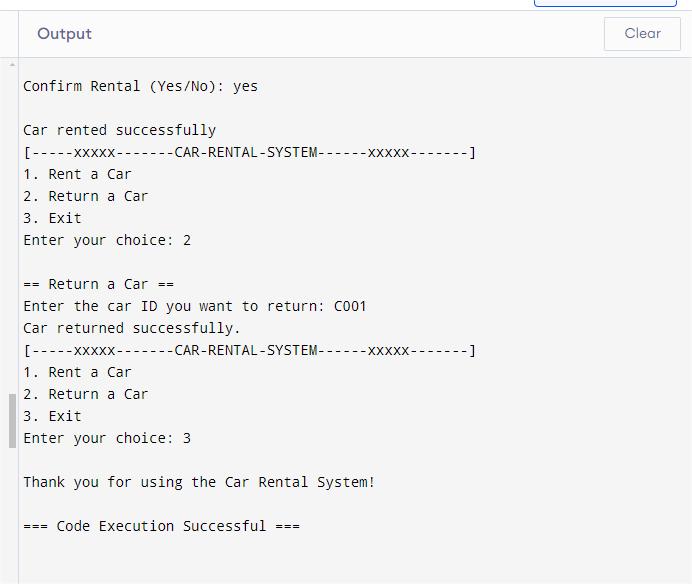 Output
Clear
Confirm Rental (Yes/No): yes
Car rented successfully
[-----xxxxx-------CAR-RENTAL-SYSTEM------xxxxx-------]
1. Rent a Car
2. Return a Car
3. Exit
Enter your choice: 2
== Return a Car ==
Enter the car ID you want to return: C001
Car returned successfully.
[-----xxxxx-------CAR-RENTAL-SYSTEM------xxxxx-------]
1. Rent a Car
2. Return a Car
3. Exit
Enter your choice: 3
Thank you for using the Car Rental System!
=== Code Execution Successful ===